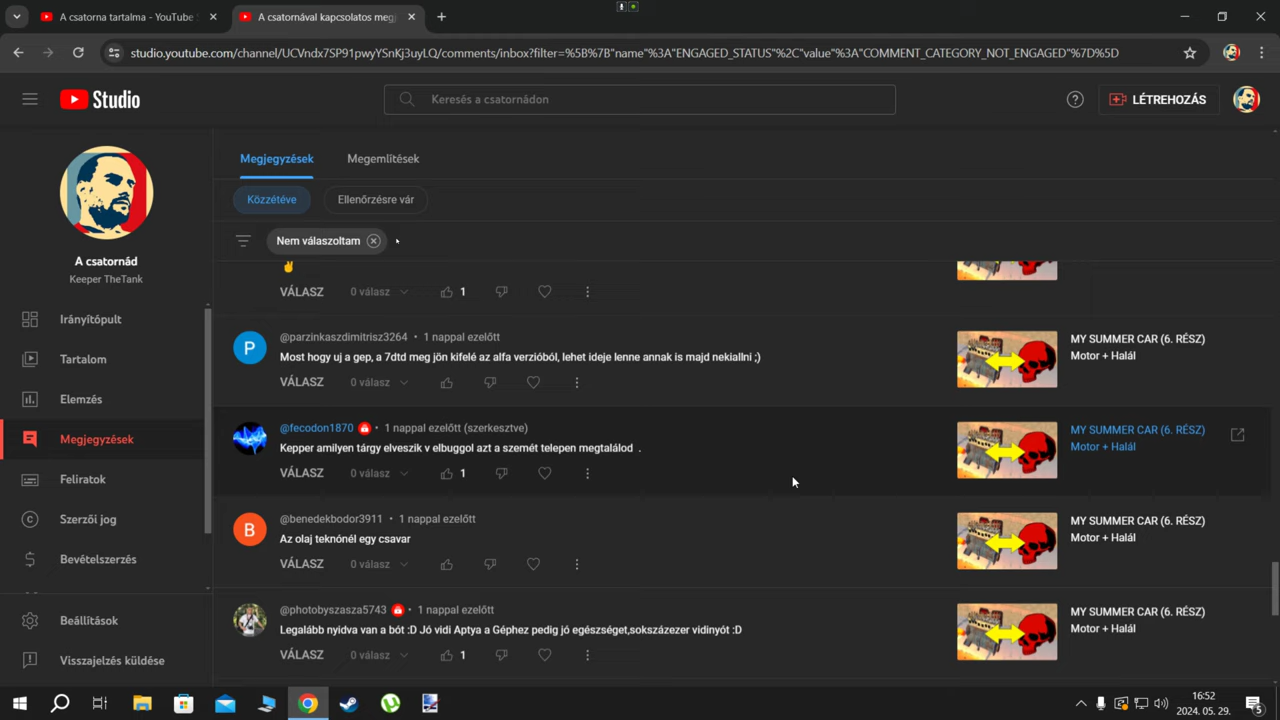 A csatorna tartalma - YouTube S
A csatornával kapcsolatos megj
studio.youtube.com/channel/UCVndx7SP91pwyYSnKj3uyLQ/comments/inbox?filter=%5B%7B"name"%3A"ENGAGED_STATUS"%2C"value"%3A"COMMENT_CATEGORY_NOT_ENGAGED"%7D%5D
Studio
Keresés a csatornádon
LÉTREHOZÁS
A csatornád
Keeper TheTank
Irányítópult
Tartalom
Elemzés
Megjegyzések
Feliratok
Szerzői jog
Bevételszerzés
Beállítások
Visszajelzés küldése
Megjegyzések
Megemlítések
Közzétéve
Ellenőrzésre vár
Nem válaszoltam
VÁLASZ 0 válasz 1
@parzinkaszdimitrisz3264 • 1 nappal ezelőtt
Most hogy uj a gep, a 7dtd meg jön kifelé az alfa verzióból, lehet ideje lenne annak is majd nekiallni ;)
VÁLASZ 0 válasz
MY SUMMER CAR (6. RÉSZ)
Motor + Halál
@fecodon1870 • 1 nappal ezelőtt (szerkesztve)
Kepper amilyen tárgy elveszik v elbuggol azt a szemét telepen megtalálod .
VÁLASZ 0 válasz 1
MY SUMMER CAR (6. RÉSZ)
Motor + Halál
B
@benedekbodor3911 • 1 nappal ezelőtt
Az olaj teknónél egy csavar
VÁLASZ 0 válasz
MY SUMMER CAR (6. RÉSZ)
Motor + Halál
@photobyszasza5743 • 1 nappal ezelőtt
Legalább nyidva van a bót :D Jó vidi Aptya a Géphez pedig jó egészséget,sokszázezer vidinyót :D
VÁLASZ 0 válasz 1
MY SUMMER CAR (6. RÉSZ)
Motor + Halál
16:52
2024. 05. 29.
5